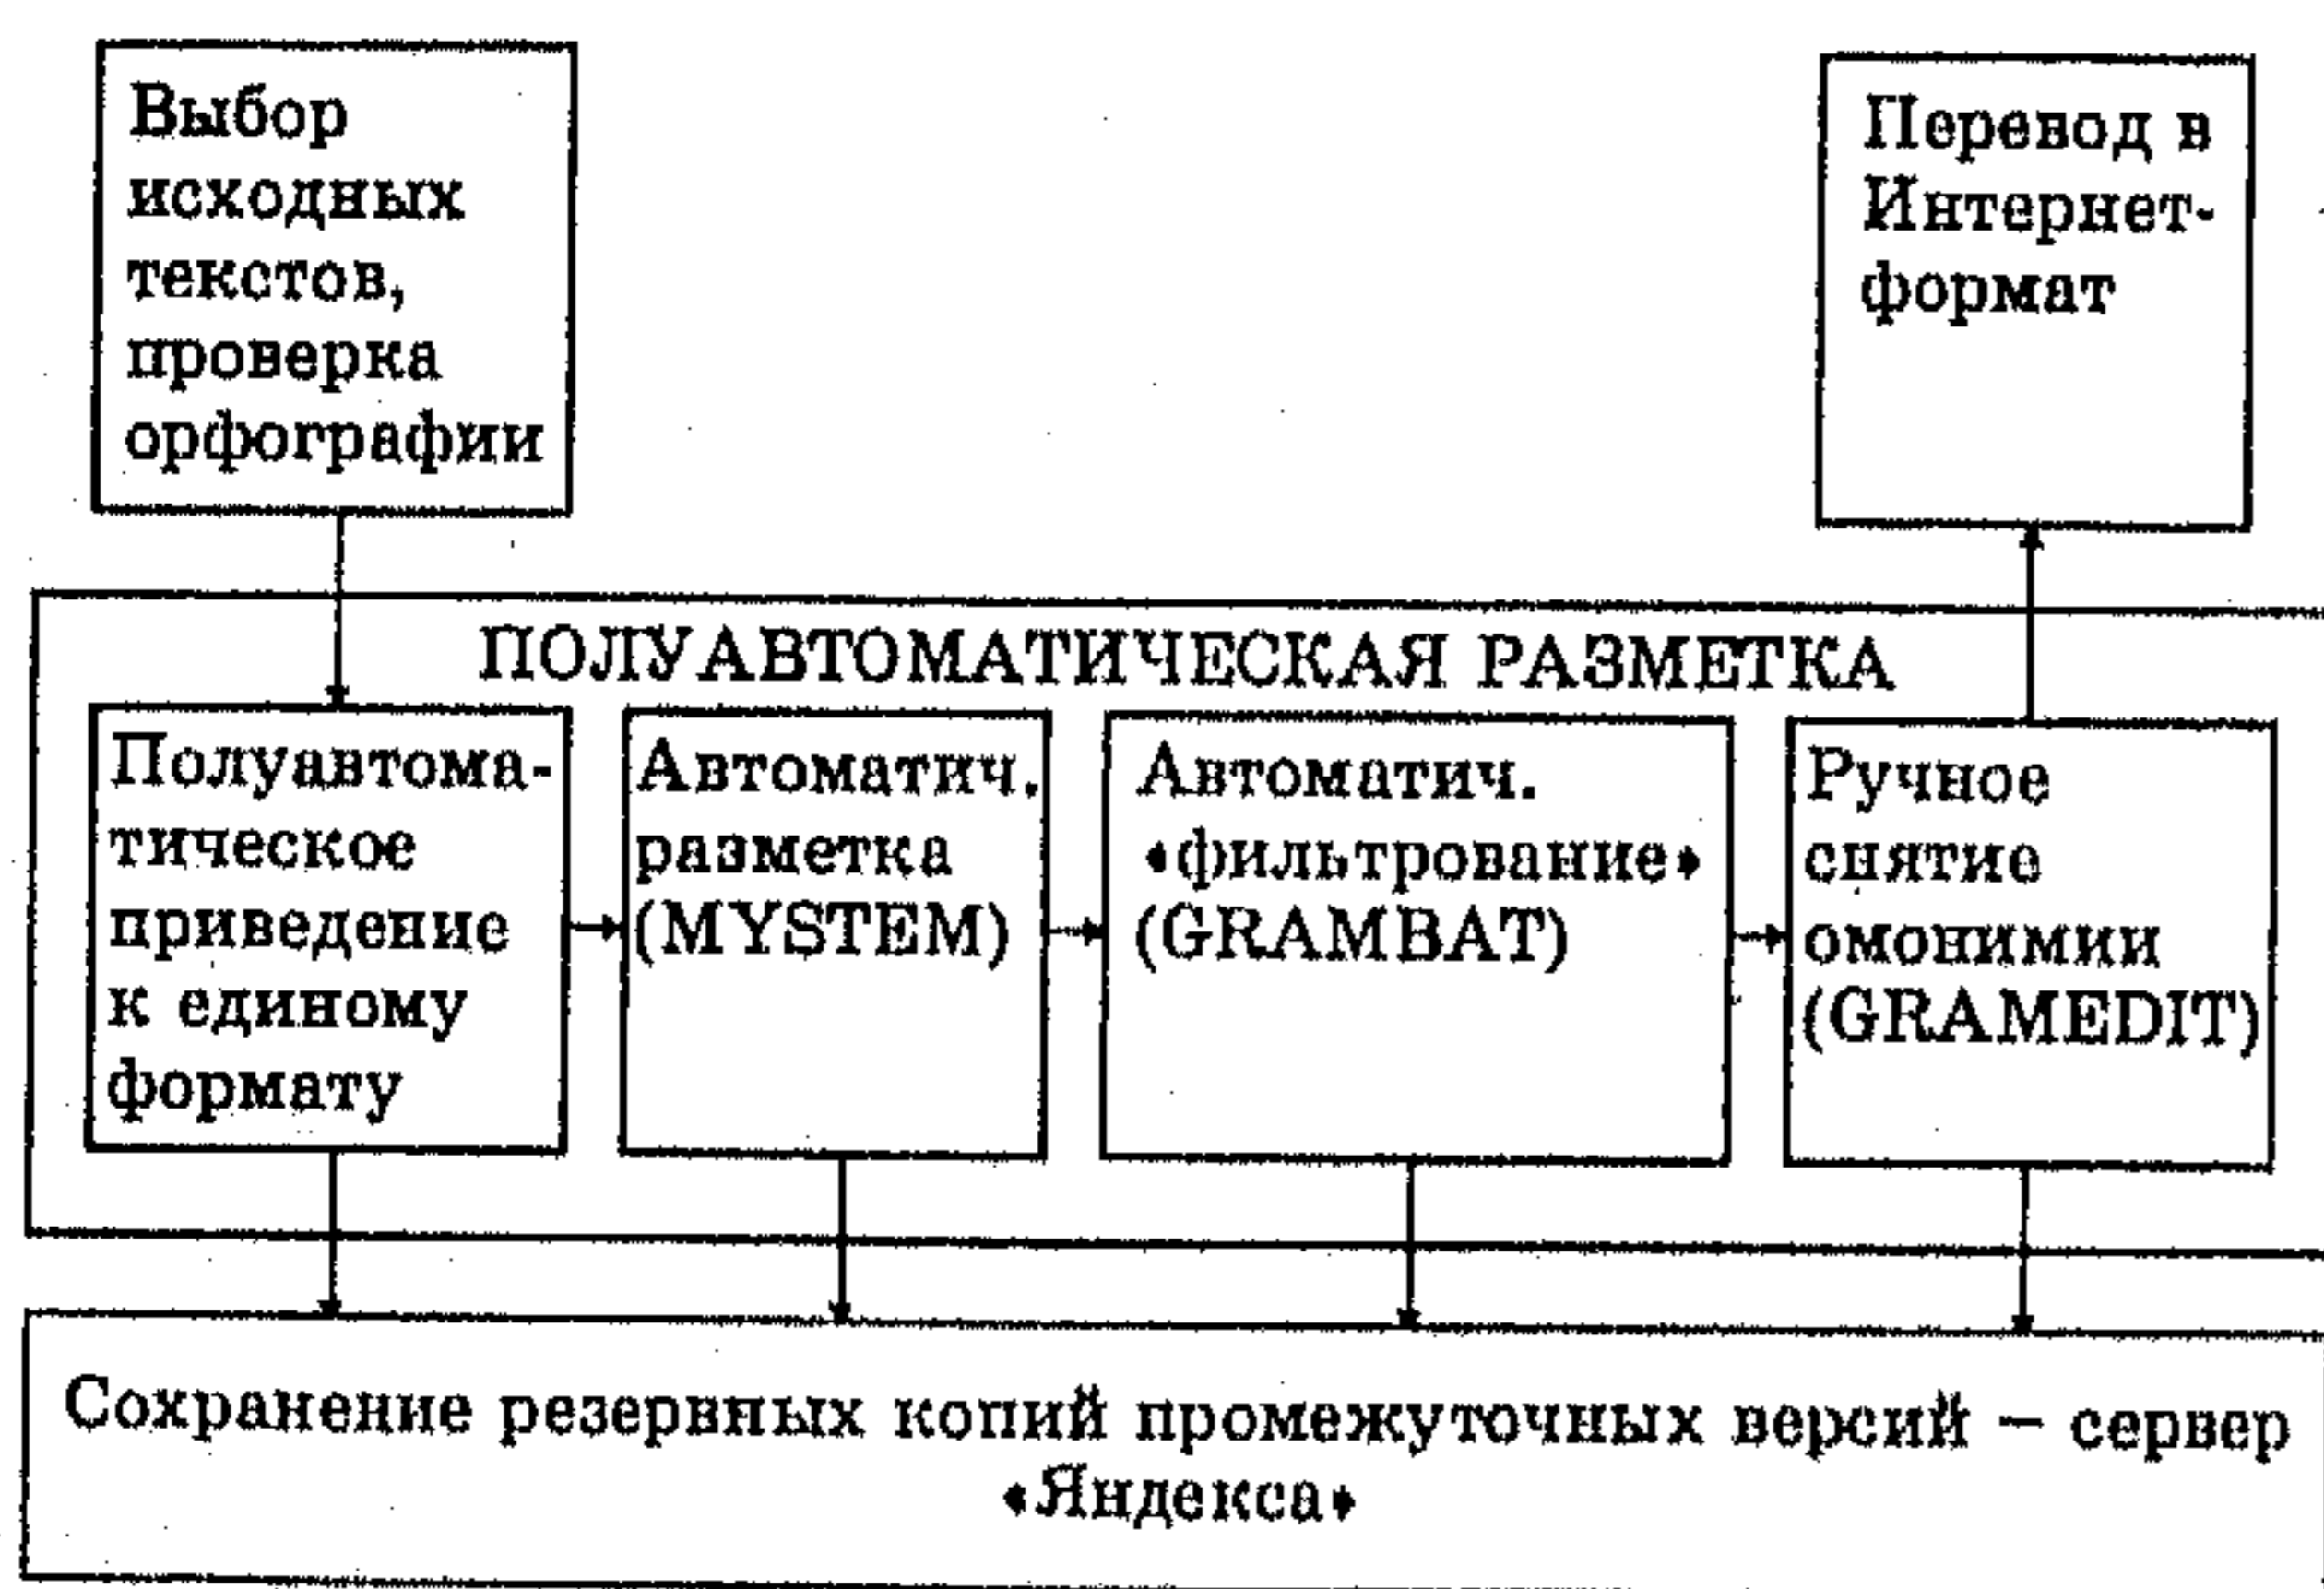 Выбор
исходных
текстов,
проверка
орфографии
Перевод в
Интернет-
формат
ПОЛУАВТОМАТИЧЕСКАЯ РАЗМЕТКА
Полуавтома-
тическое
приведение
к единому
формату
Автоматич.
разметка
(MYSTEM)
Автоматич.
«фильтрование»
(GRAMBAT)
Ручное
снятие
омонимии
(GRAMEDIT)
Сохранение резервных копий промежуточных версий — сервер
«Яндекса»